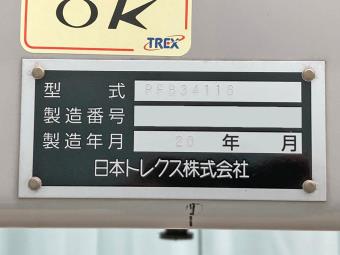 OK
TREX
型式 PFB34116
製造番号
製造年月 20 年 月
日本トレクス株式会社